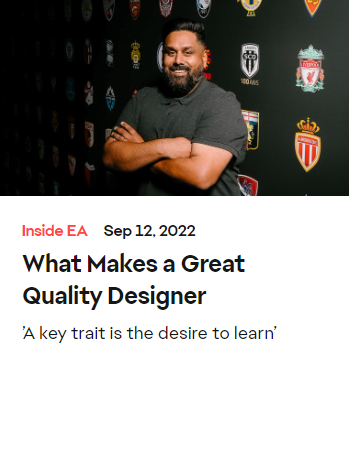 Inside EA Sep 12, 2022
What Makes a Great
Quality Designer
’A key trait is the desire to learn’